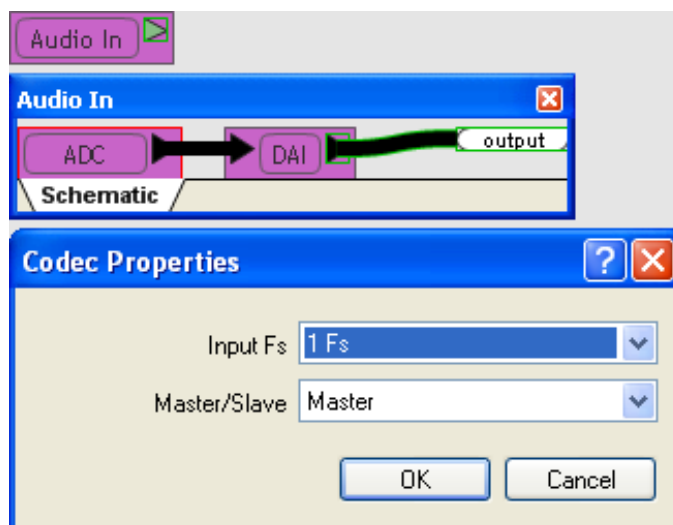 Audio In
Audio In
ADC DAI output
Schematic
Codec Properties
?
Input Fs 1 Fs
Master/Slave Master
OK Cancel